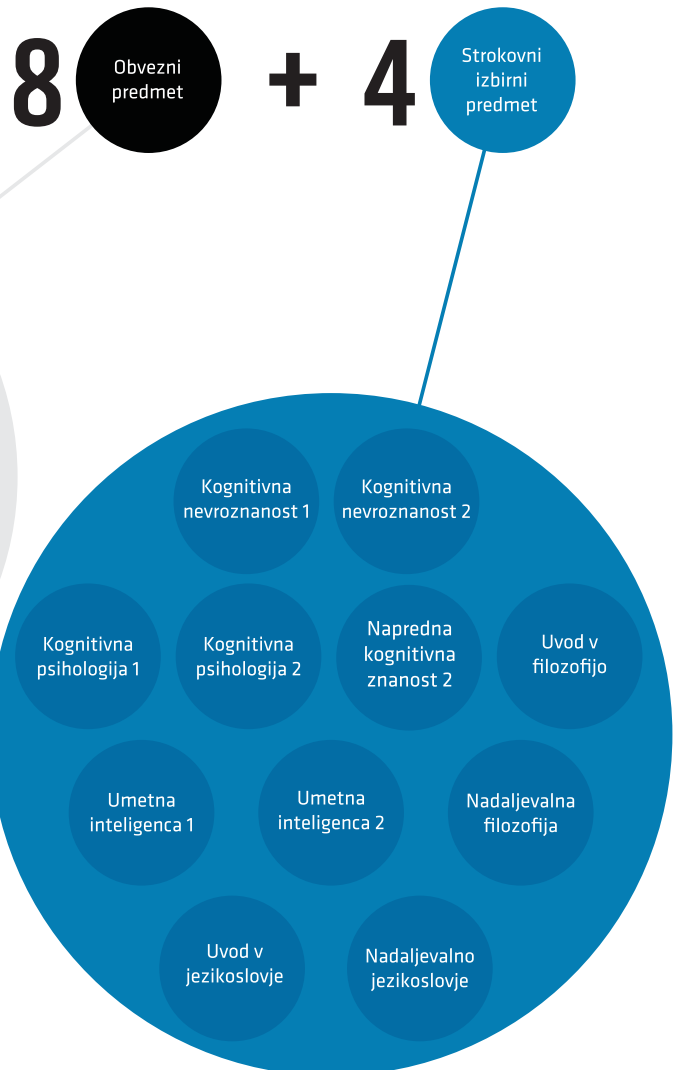 8
Obvezni
predmet
+
4
Strokovni
izbirni
predmet
Kognitivna
nevroznanost 1
Kognitivna
nevroznanost 2
Kognitivna
psihologija 1
Kognitivna
psihologija 2
Napredna
kognitivna
znanost 2
Uvod v
filozofijo
Umetna
inteligenca 1
Umetna
inteligenca 2
Nadaljevalna
filozofija
Uvod v
jezikoslovje
Nadaljevalno
jezikoslovje